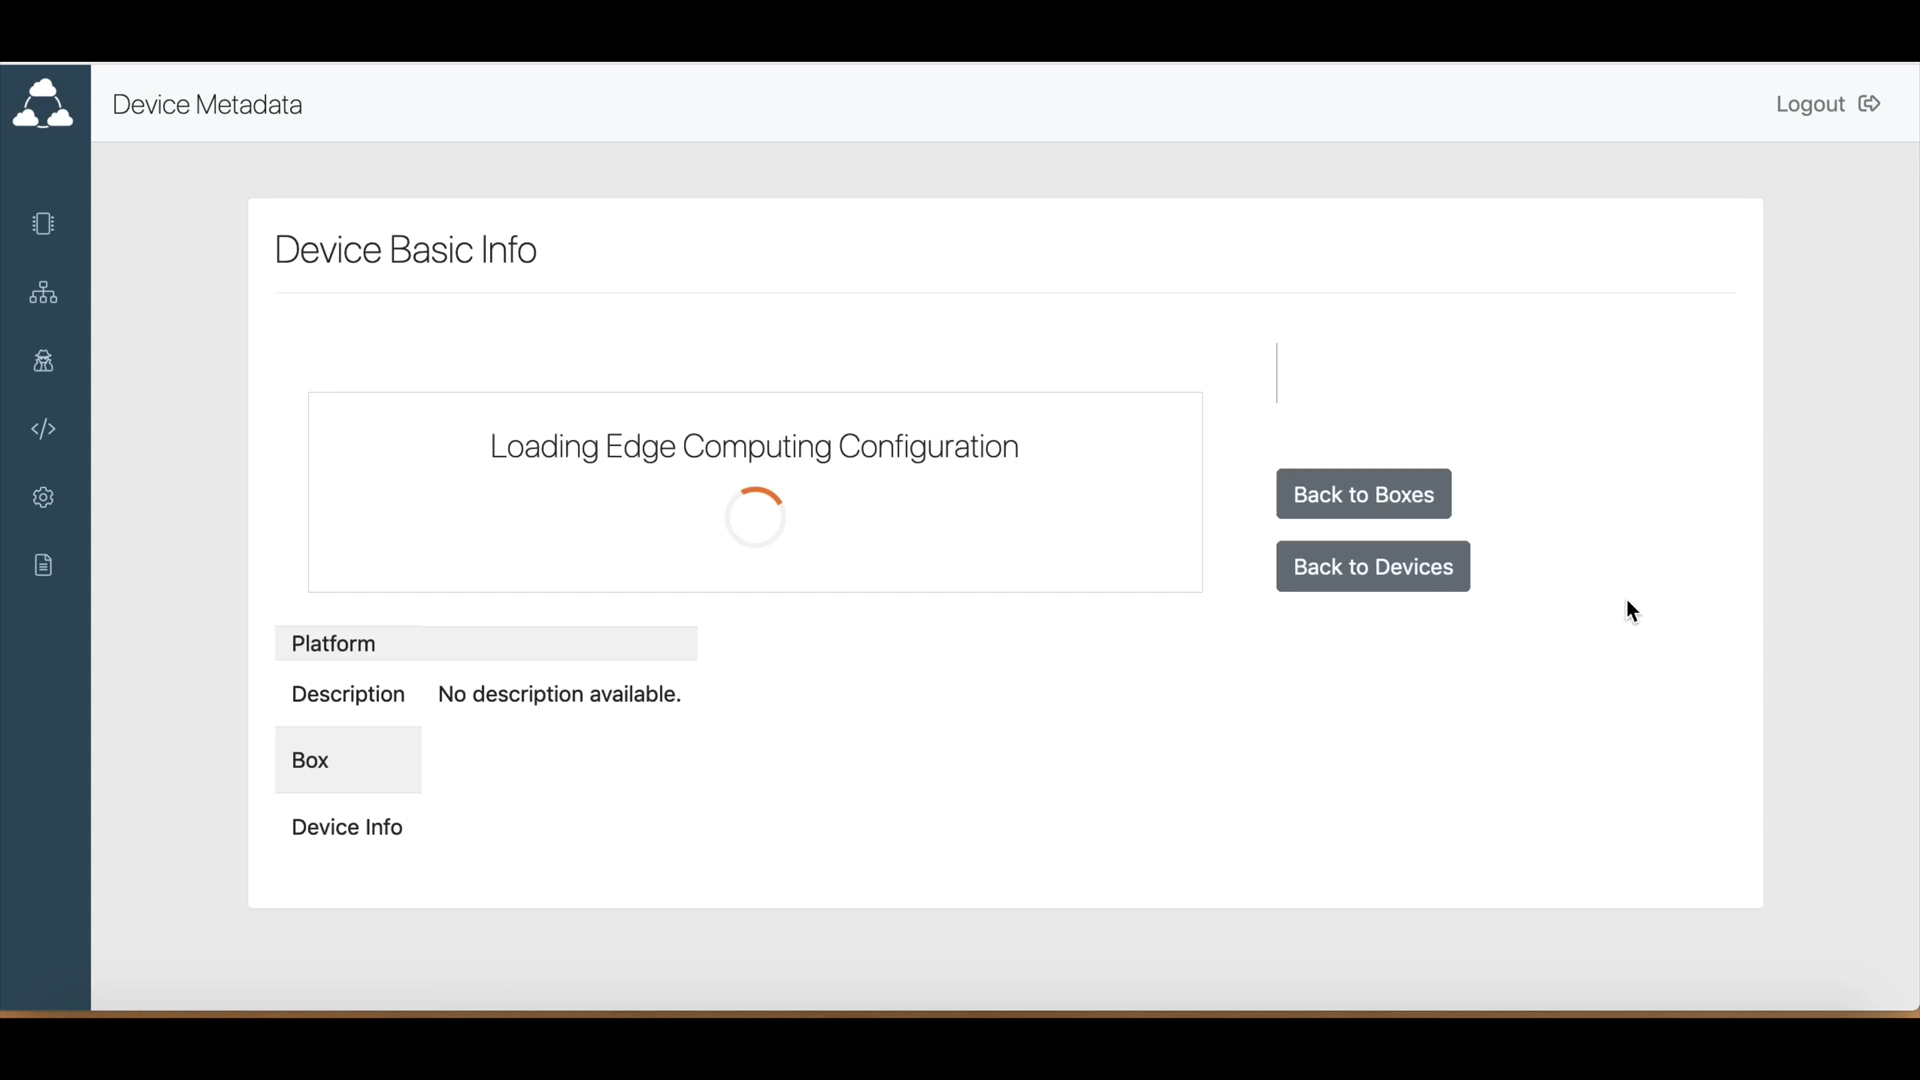 Device Metadata
Logout
Device Basic Info
Loading Edge Computing Configuration
Back to Boxes
Back to Devices
Platform
Description No description available.
Box
Device Info